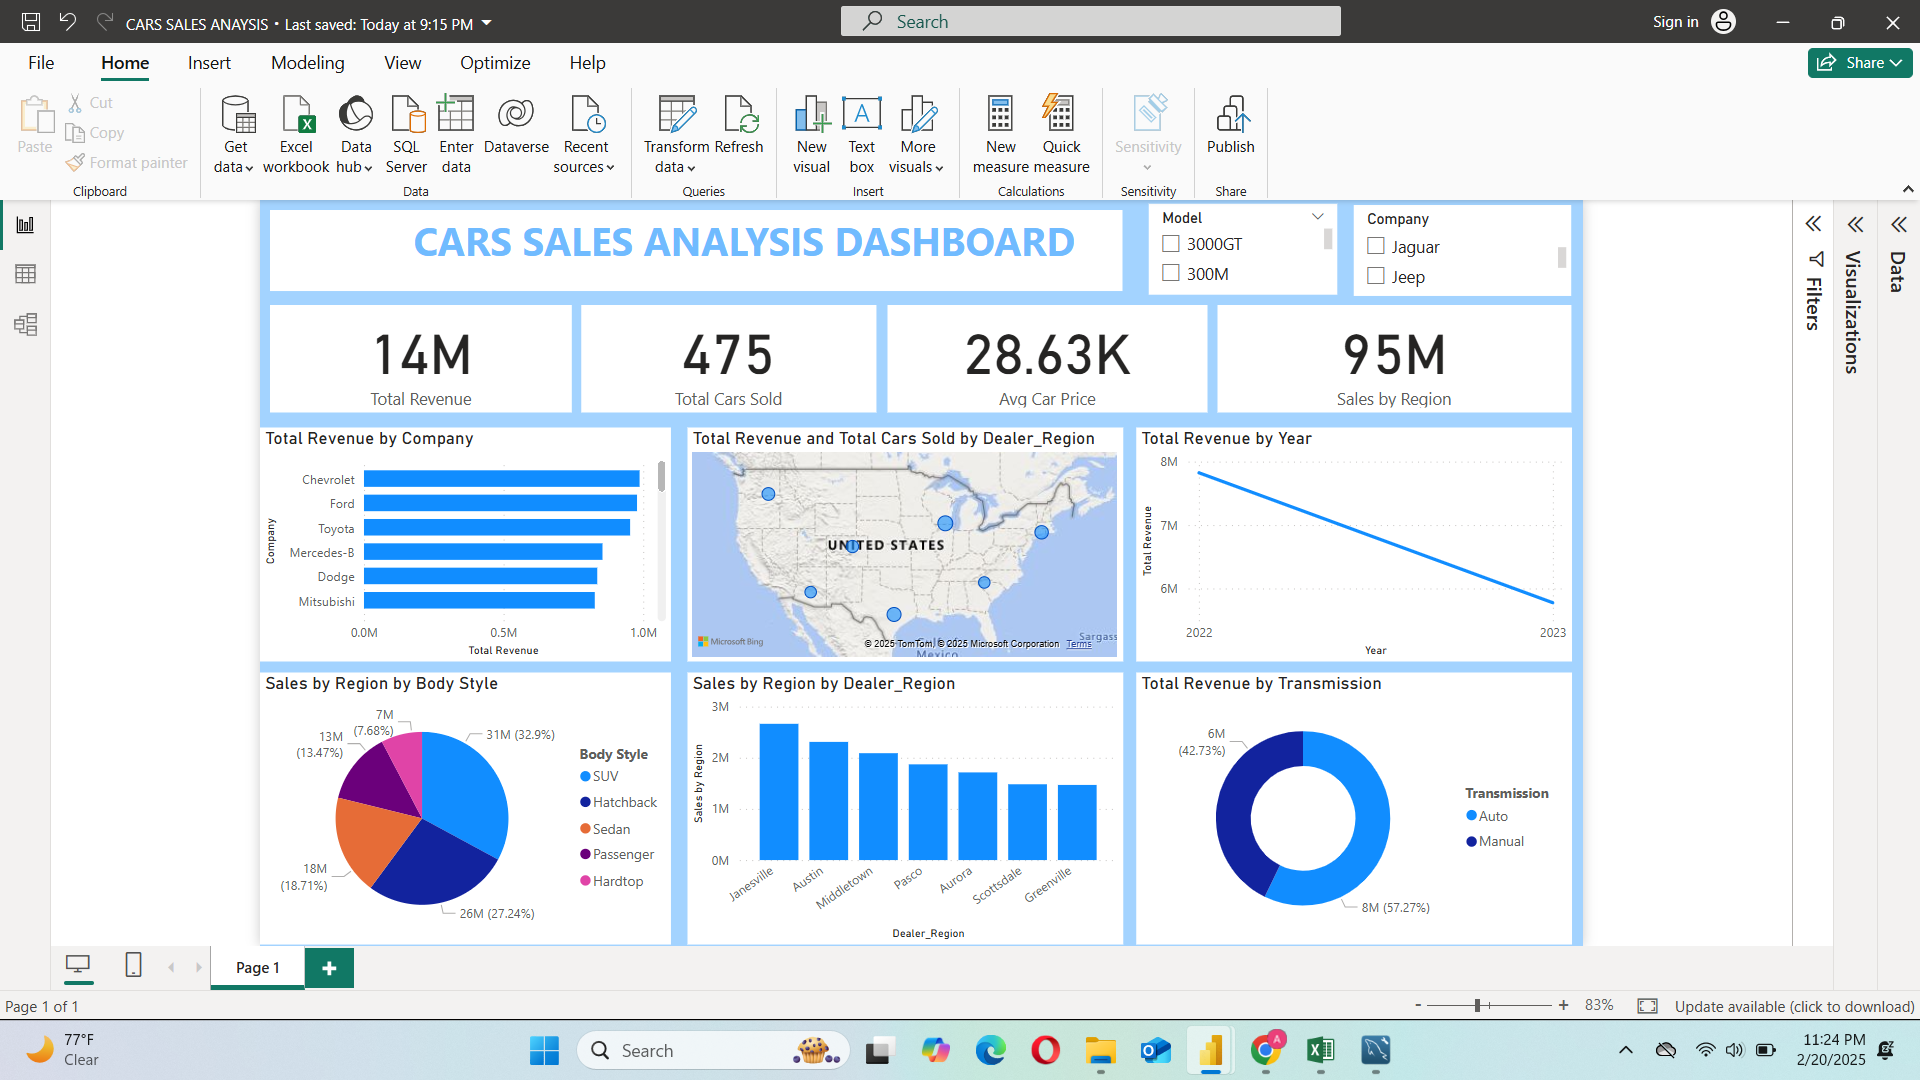 CARS SALES ANAYSIS • Last saved: Today at 9:15 PM
Search
Sign in
File
Home
Insert
Modeling
View
Optimize
Help
Share
Paste
Cut
Copy
Format painter
Clipboard
Get data
Excel workbook
Data hub
SQL Server
Enter data
Dataverse
Recent sources
Data
Transform data
Refresh
Queries
New visual
Text box
More visuals
Insert
New measure
Quick measure
Calculations
Sensitivity
Sensitivity
Publish
Share
CARS SALES ANALYSIS DASHBOARD
Model
3000GT
300M
Company
Jaguar
Jeep
Filters
Visualizations
Data
14M
Total Revenue
475
Total Cars Sold
28.63K
Avg Car Price
95M
Sales by Region
Total Revenue by Company
Company
Chevrolet
Ford
Toyota
Mercedes-B
Dodge
Mitsubishi
0.0M
0.5M
1.0M
Total Revenue
Total Revenue and Total Cars Sold by Dealer_Region
UNITED STATES
Sargass
Microsoft Bing
© 2025 TomTom, © 2025 Microsoft Corporation Terms
Mexico
Total Revenue by Year
Total Revenue
8M
7M
6M
2022
2023
Year
Sales by Region by Body Style
7M
(7.68%)
13M
(13.47%)
31M (32.9%)
18M
(18.71%)
26M (27.24%)
Body Style
SUV
Hatchback
Sedan
Passenger
Hardtop
Sales by Region by Dealer_Region
Sales by Region
3M
2M
1M
0M
Janesville
Austin
Middletown
Pasco
Aurora
Scottsdale
Greenville
Dealer_Region
Total Revenue by Transmission
6M
(42.73%)
8M (57.27%)
Transmission
Auto
Manual
Page 1
Page 1 of 1
83%
Update available (click to download)
77°F
Clear
Search
A
11:24 PM
2/20/2025